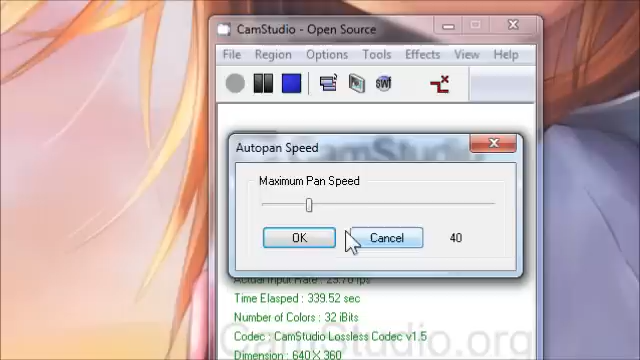 CamStudio - Open Source
File Region Options Tools Effects View Help
SWF
Autopan Speed
Maximum Pan Speed
OK Cancel 40
Time Elasped : 339.52 sec
Number of Colors : 32 iBits
Codec : CamStudio Lossless Codec v1.5
CamStudio.org
Dimension : 640 X 360